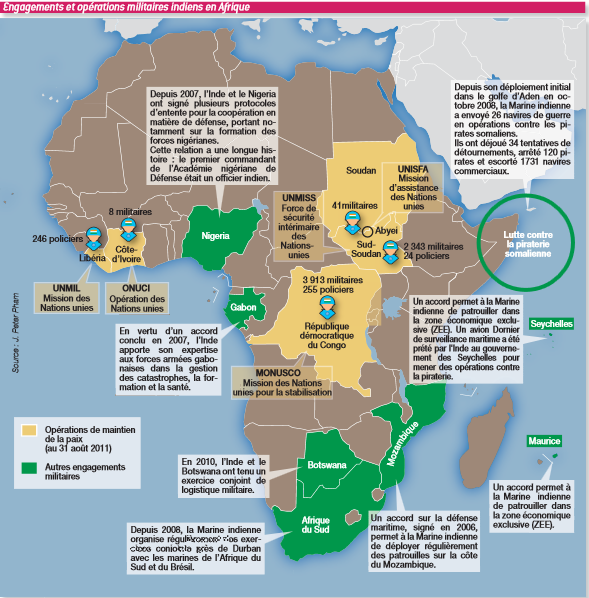 Engagements et opérations militaires indiens en Afrique
Depuis 2007, l'Inde et le Nigeria
ont signé plusieurs protocoles
d'entente pour la coopération en
matière de défense, portant no-
tamment sur la formation des
forces nigérianes.
Cette relation a une longue his-
toire : le premier commandant
de l'Académie nigériane de
Défense était un officier indien.
Depuis son déploiement initial
dans le golfe d'Aden en oc-
tobre 2008, la Marine indienne
a envoyé 26 navires de guerre
en opérations contre les pi-
rates somaliens.
Ils ont déjoué 34 tentatives de
détournements, arrêté 120 pi-
rates et escorté 1731 navires
commerciaux.
Soudan
UNISFA
Mission
d'assistance
des Nations
unies
UNMISS
Force de
sécurité
intérimaire
des
Nations-
unies
41militaires
Abyei
Sud-
Soudan
2 343 militaires
24 policiers
8 militaires
246 policiers
Libéria
Côte-
d'Ivoire
Nigeria
Lutte contre
la piraterie
somalienne
UNMIL
Mission des
Nations unies
ONUCI
Opération des
Nations unies
3 913 militaires
255 policiers
République
démocratique
du Congo
Gabon
MONUSCO
Mission des Nations
unies pour la stabilisation
En vertu d'un accord
conclu en 2007, l'Inde
apporte son expertise
aux forces armées gabo-
naises dans la gestion
des catastrophes, la for-
mation et la santé.
Un accord permet à la Marine
indienne de patrouiller dans
la zone économique exclu-
sive (ZEE). Un avion Dornier
de surveillance maritime a été
prêté par l'Inde au gouverne-
ment des Seychelles pour
mener des opérations contre
la piraterie.
Seychelles
Source : J. Peter Pham
Opérations de maintien
de la paix
(au 31 août 2011)
Autres engagements
militaires
Mozambique
Maurice
En 2010, l'Inde et le
Botswana ont tenu un
exercice conjoint de
logistique militaire.
Botswana
Un accord permet à
la Marine indienne
de patrouiller dans
la zone économique
exclusive (ZEE).
Afrique
du Sud
Depuis 2008, la Marine indienne
organise des exer-
cices près de Durban
avec les marines de l'Afrique du
Sud et du Brésil.
Un accord sur la défense
maritime, signé en 2006,
permet à la Marine indienne
de déployer régulièrement
des patrouilles sur la côte
du Mozambique.